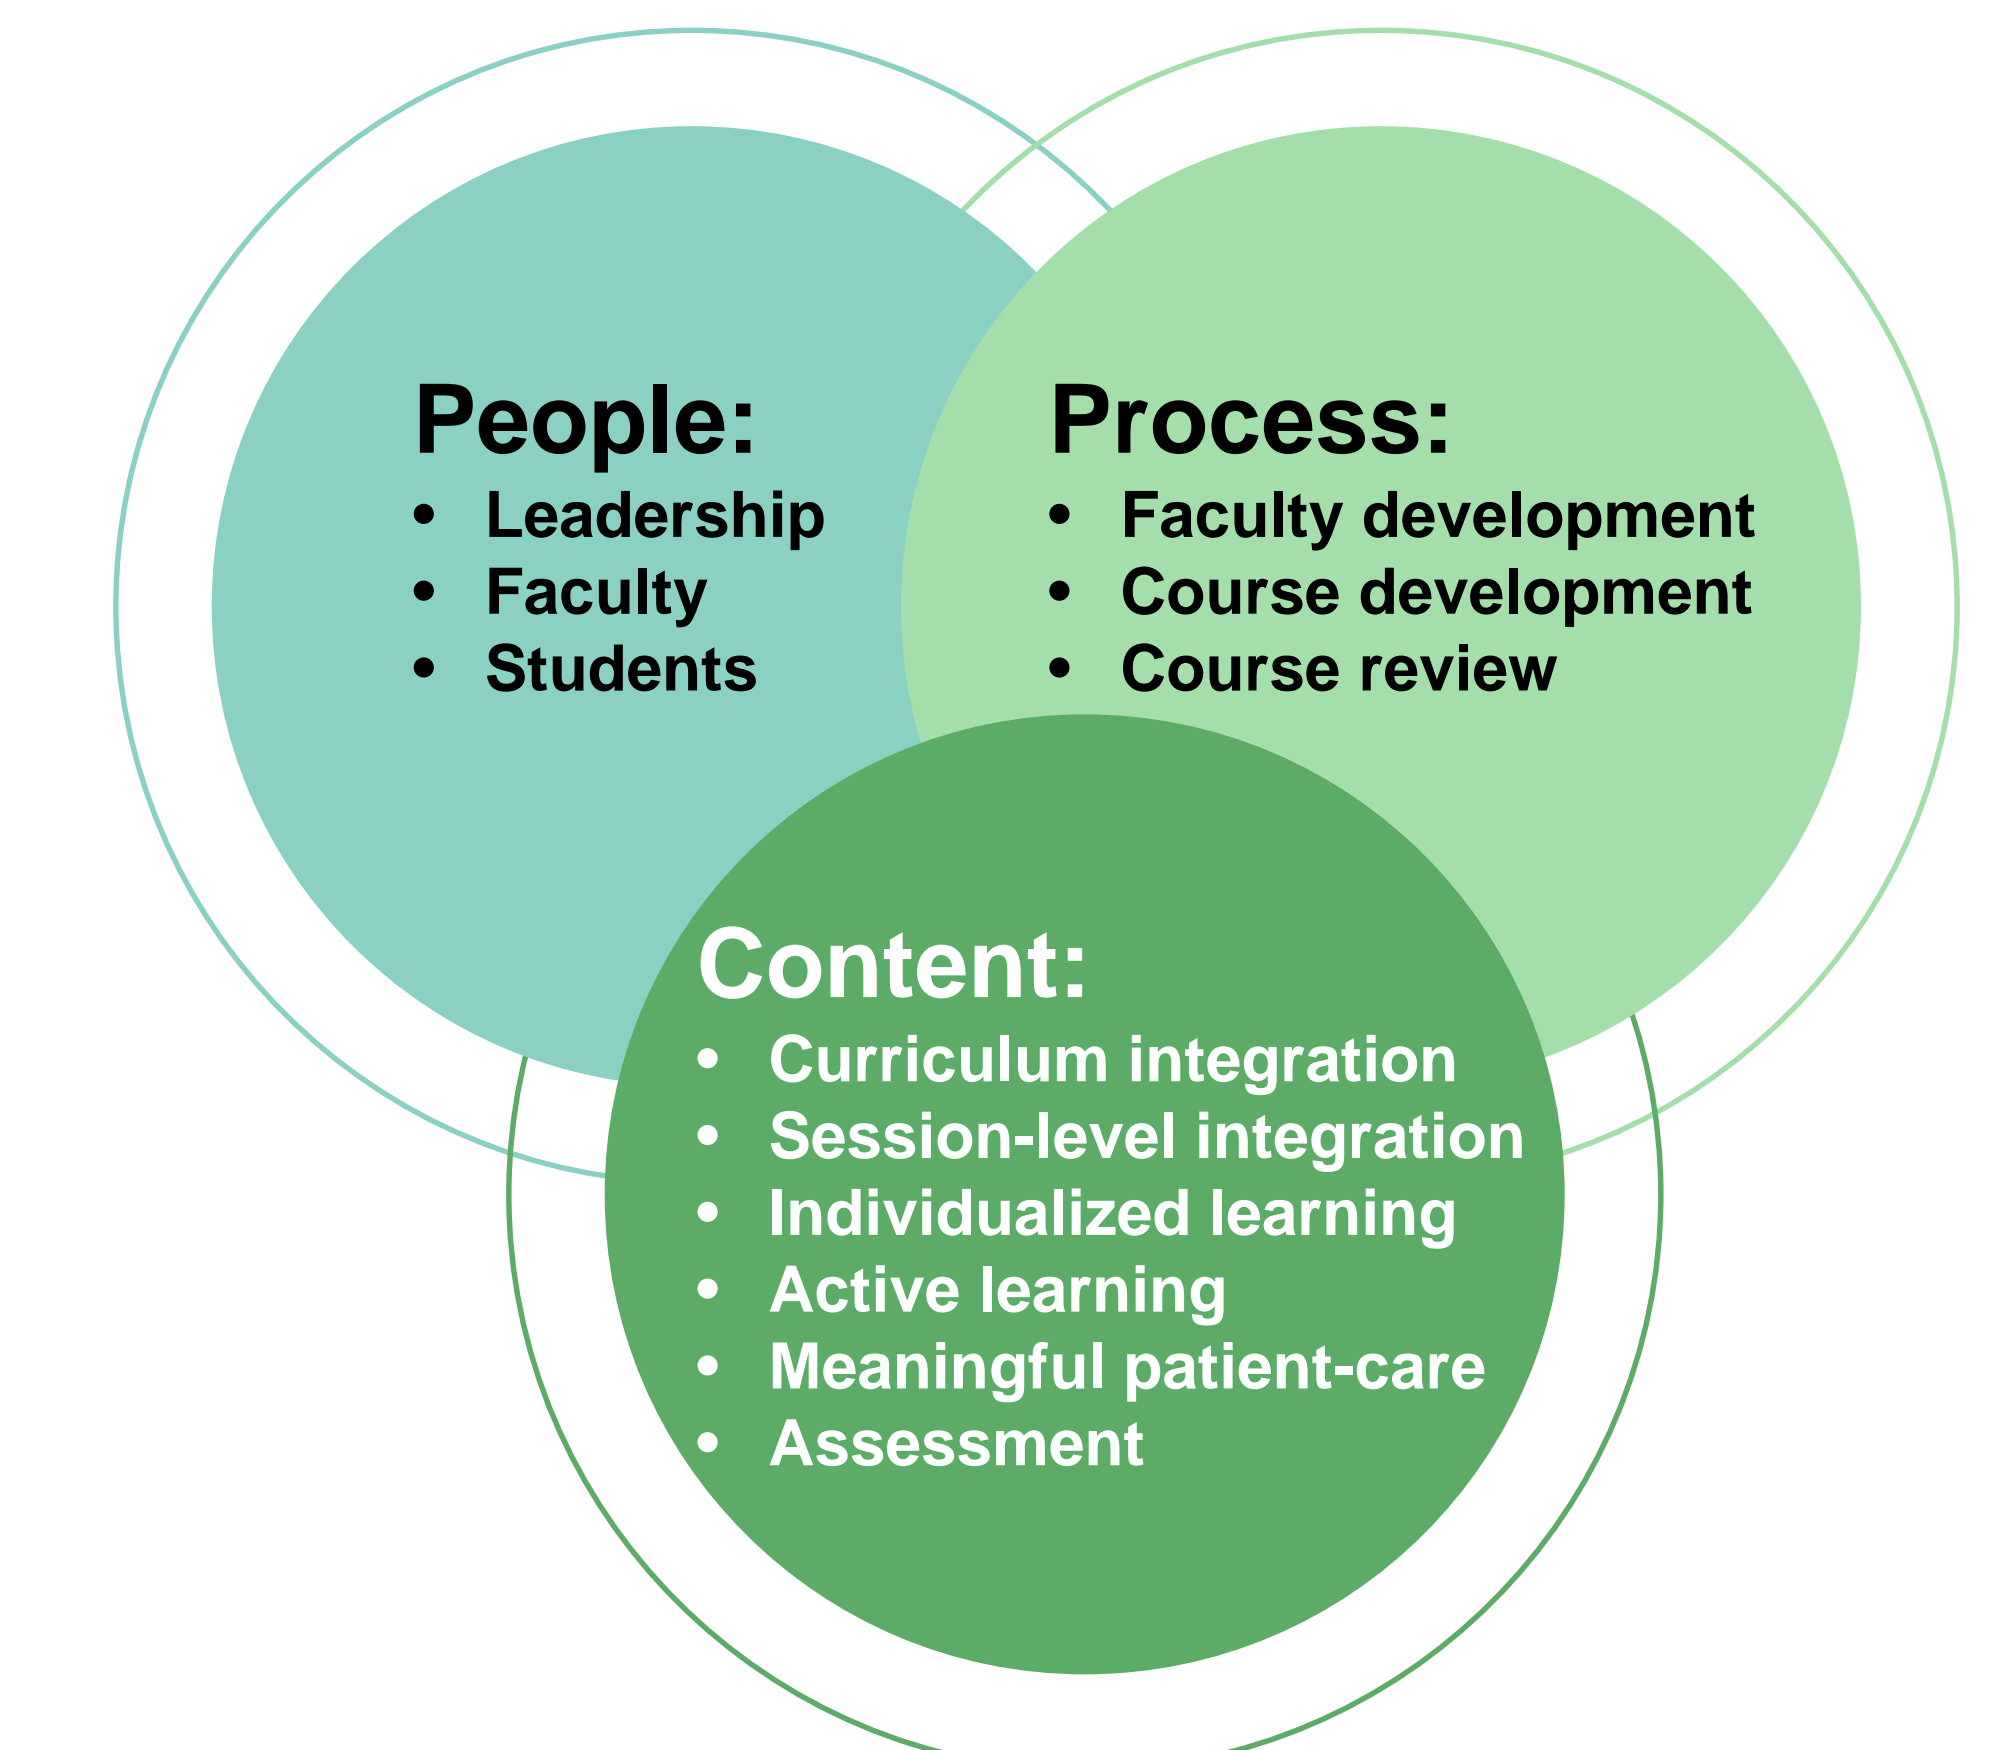 People:
• Leadership
• Faculty
• Students
Process:
• Faculty development
• Course development
• Course review
Content:
• Curriculum integration
• Session-level integration
• Individualized learning
• Active learning
• Meaningful patient-care
• Assessment